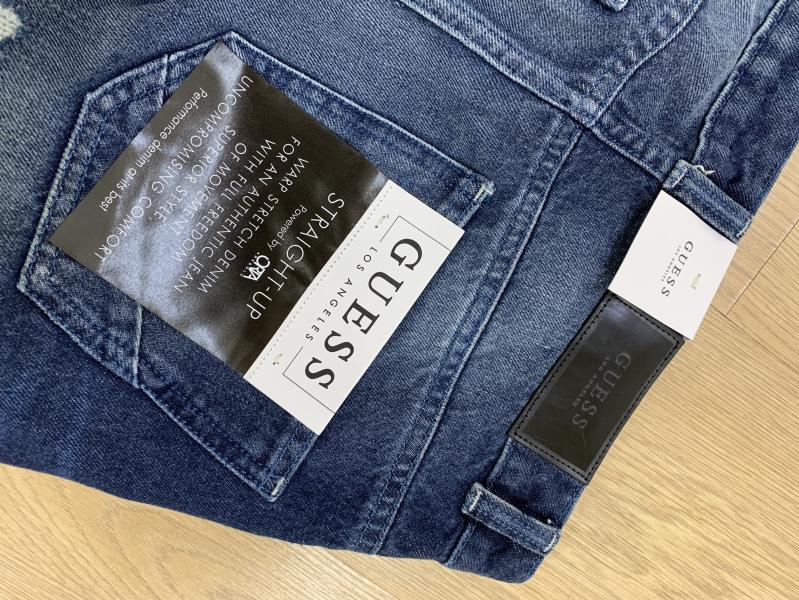 GUESS
LOS ANGELES
STRAIGHT-UP
Powered by
WARP STRETCH DENIM
FOR AN AUTHENTIC JEAN
WITH FULL FREEDOM
OF MOVEMENT
SUPERIOR STYLE,
UNCOMPROMISING COMFORT
Performance denim at its best
GUESS
LOS ANGELES
GUESS
LOS ANGELES